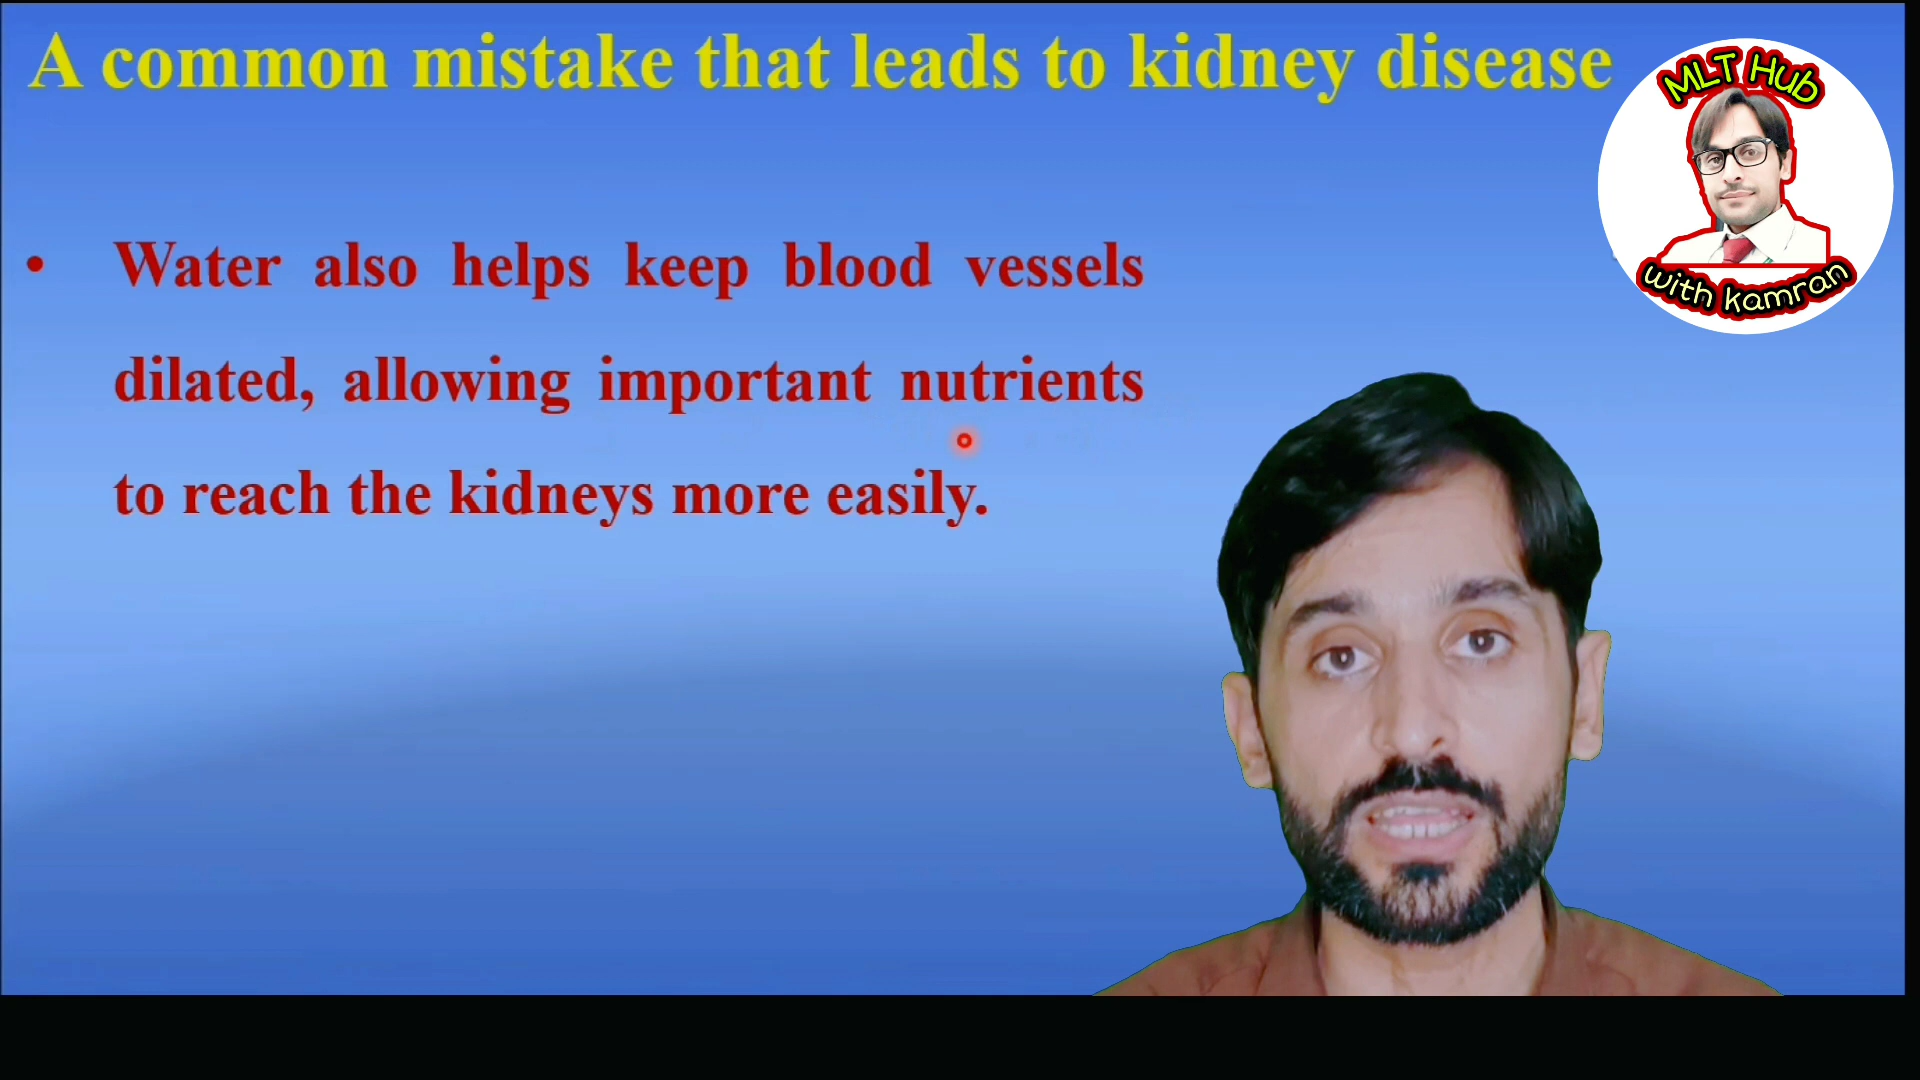 A common mistake that leads to kidney disease
MLT Hub
with kamran
• Water also helps keep blood vessels
dilated, allowing important nutrients
to reach the kidneys more easily.